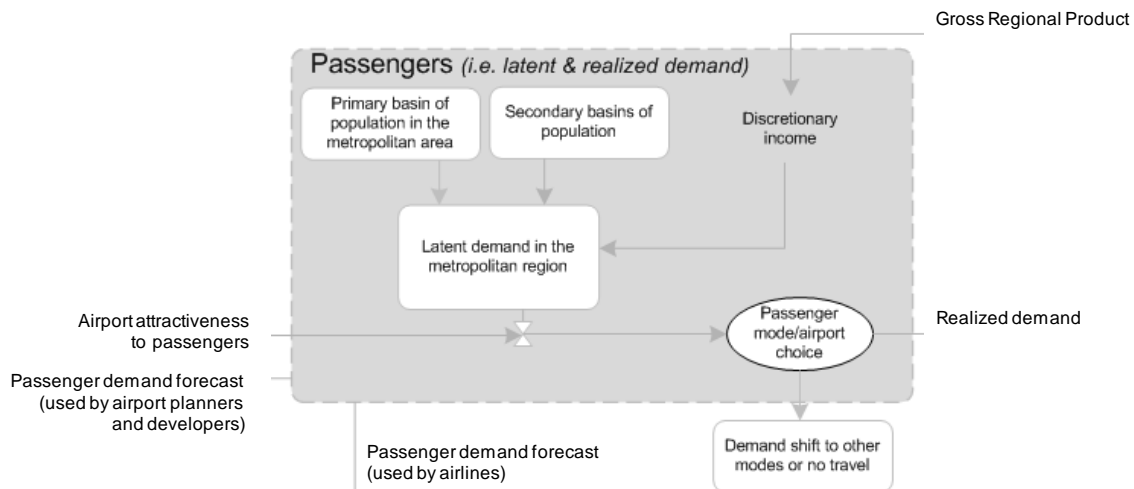 Gross Regional Product
Passengers (i.e. latent & realized demand)
Primary basin of
population in the
metropolitan area
Secondary basins of
population
Discretionary
income
Latent demand in the
metropolitan region
Airport attractiveness
to passengers
Passenger
mode/airport
choice
Realized demand
Passenger demand forecast
(used by airport planners
and developers)
Passenger demand forecast
(used by airlines)
Demand shift to other
modes or no travel